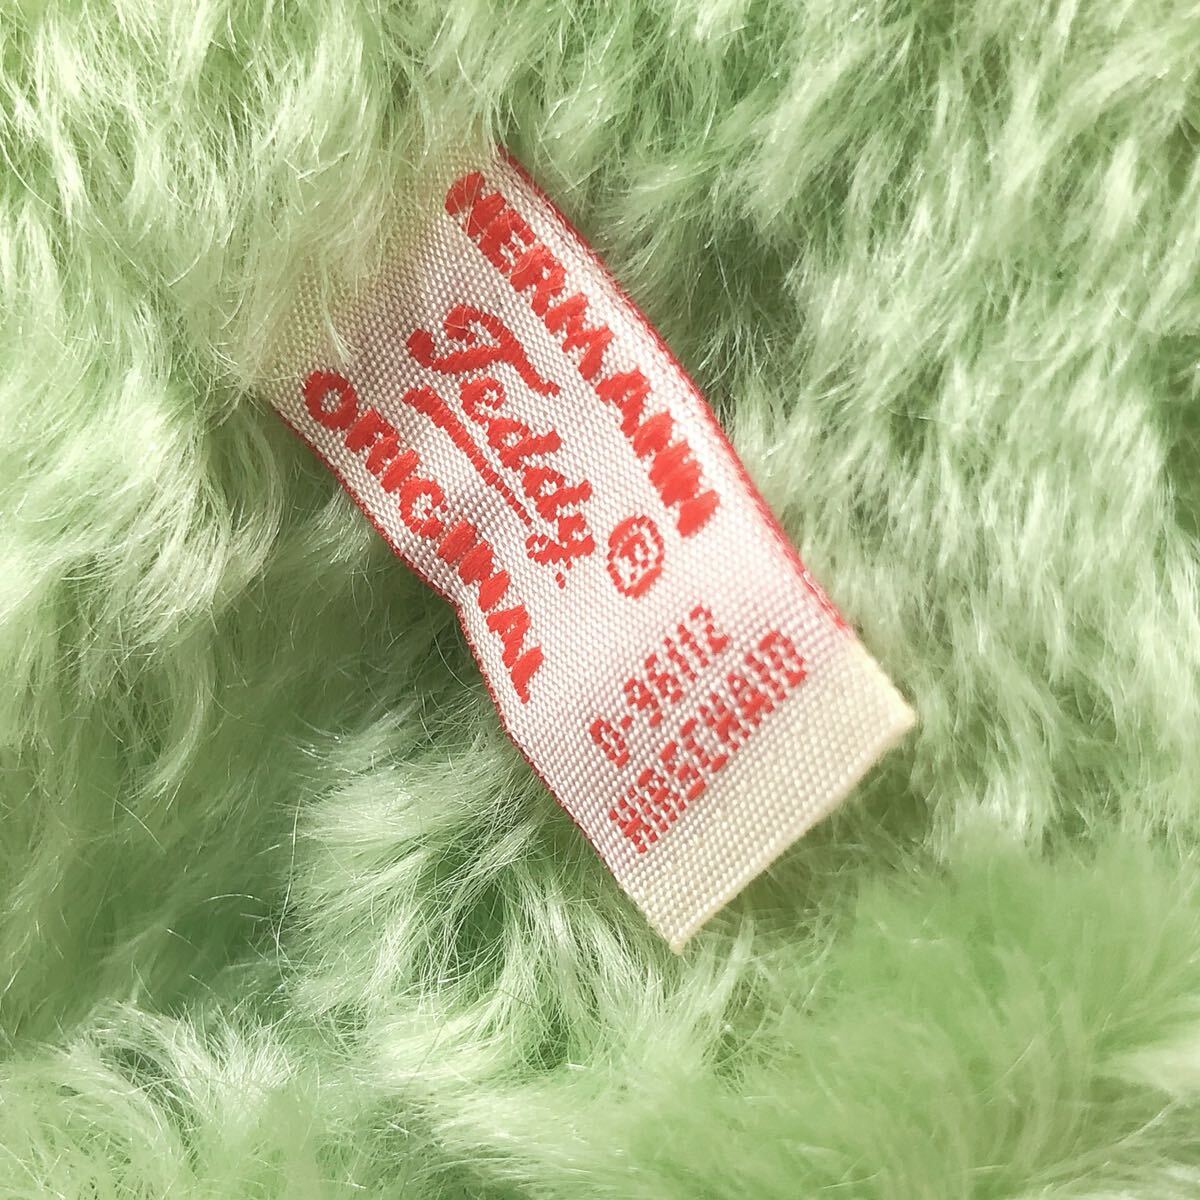 HERMANN
Teddy ®
ORIGINAL
D-96112
HIRSCHAID